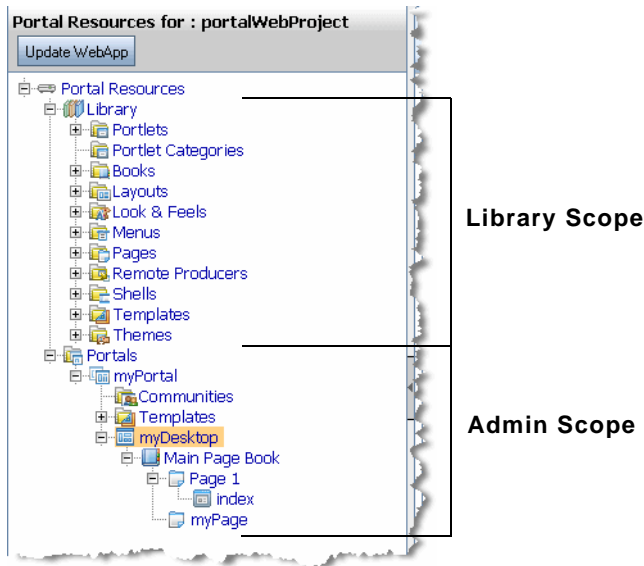 Portal Resources for : portalWebProject
Update WebApp
Portal Resources
Library
Portlets
Portlet Categories
Books
Layouts
Look & Feels
Menus
Pages
Remote Producers
Shells
Templates
Themes
Portals
myPortal
Communities
Templates
myDesktop
Main Page Book
Page 1
index
myPage
Library Scope
Admin Scope